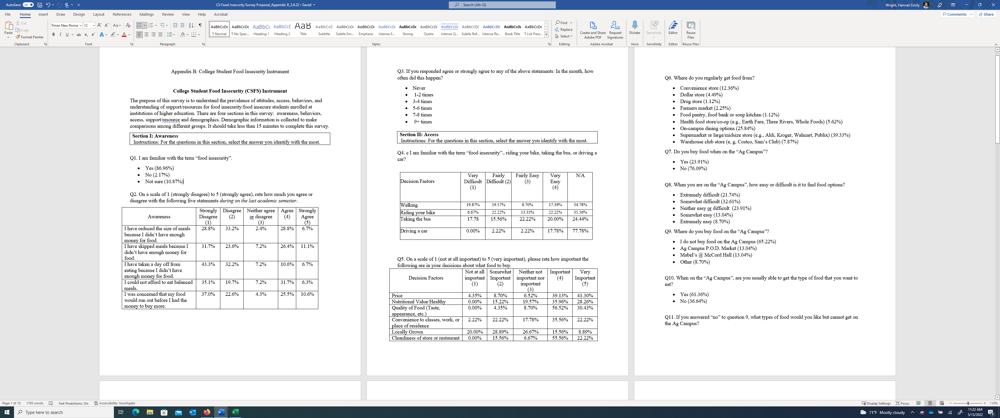 AutoSave On CS Food Insecurity Survey Proposal_Appendix B_3.8.22 • Saved Search (Alt+Q) Wright, Hannah Emily
File Home Insert Draw Design Layout References Mailings Review View Help Acrobat Comments Share
Paste Cut Copy Format Painter
Clipboard
Times New Roma 12
Font
Paragraph
AaBbCcDc AaBbCcDc AaBbCc AaBbCcE AaB AaBbCcE AaBbCcDc AaBbCcDc AaBbCcDc AaBbCcDc AaBbCcDc AaBbCcDc AABBCCDE AABBCCDE AaBbCcDc AaBbCcDc
¶ Normal ¶ No Spac... Heading 1 Heading 2 Title Subtitle Subtle Em... Emphasis Intense E... Strong Quote Intense Q... Subtle Ref... Intense Re... Book Title ¶ List Para...
Styles
Find
Replace
Select
Editing
Create and Share Adobe PDF
Request Signatures
Adobe Acrobat
Dictate
Voice
Sensitivity
Sensitivity
Editor
Editor
Reuse Files
Reuse Files
Appendix B: College Student Food Insecurity Instrument
College Student Food Insecurity (CSFS) Instrument
The purpose of this survey is to understand the prevalence of attitudes, access, behaviors, and
understanding of support/resources for food insecurity/food insecure students enrolled at
institutions of higher education. There are four sections in this survey: awareness, behaviors,
access, support/resource and demographics. Demographic information is collected to make
comparisons among different groups. It should take less than 15 minutes to complete this survey.
Section I: Awareness
Instructions: For the questions in this section, select the answer you identify with the most.
Q1. I am familiar with the term “food insecurity”.
• Yes (86.96%)
• No (2.17%)
• Not sure (10.87%)
Q2. On a scale of 1 (strongly disagree) to 5 (strongly agree), rate how much you agree or
disagree with the following five statements during on the last academic semester.
Awareness Strongly Disagree (1) Disagree (2) Neither agree or disagree (3) Agree (4) Strongly Agree (5)
I have reduced the size of meals 28.8% 33.2% 2.4% 28.8% 6.7%
because I didn’t have enough
money for food.
I have skipped meals because I 31.7% 23.6% 7.2% 26.4% 11.1%
didn’t have enough money for
food.
I have taken a day off from 43.3% 32.2% 7.2% 10.6% 6.7%
eating because I didn’t have
enough money for food.
I could not afford to eat balanced 35.1% 19.7% 7.2% 31.7% 6.3%
meals.
I was concerned that my food 37.0% 22.6% 4.3% 25.5% 10.6%
would run out before I had the
money to buy more.
Q3. If you responded agree or strongly agree to any of the above statements: In the month, how
often did this happen?
• Never
• 1-2 times
• 3-4 times
• 5-6 times
• 7-8 times
• 9+ times
Section II: Access
Instructions: For the questions in this section, select the answer you identify with the most.
Q4. c I am familiar with the term “food insecurity”., riding your bike, taking the bus, or driving a
car?
Decision Factors Very Difficult (1) Fairly Difficult (2) Fairly Easy (3) Very Easy (4) N/A
Walking 19.87% 19.57% 8.70% 17.39% 34.78%
Riding your bike 6.67% 22.22% 13.33% 22.22% 35.56%
Taking the bus 17.78 15.56% 22.22% 20.00% 24.44%
Driving a car 0.00% 2.22% 2.22% 17.78% 77.78%
Q5. On a scale of 1 (not at all important) to 5 (very important), please rate how important the
following are in your decisions about what food to buy.
Decision Factors Not at all important (1) Somewhat Important (2) Neither not important nor important (3) Important (4) Very Important (5)
Price 4.35% 8.70% 6.52% 39.13% 41.30%
Nutritional Value/Healthy 0.00% 15.22% 19.57% 35.96% 28.26%
Quality of Food (Taste, 0.00% 4.35% 8.70% 56.52% 30.43%
appearance, etc.)
Convenience to classes, work, or 2.22% 22.22% 17.78% 35.56% 22.22%
place of residence
Locally Grown 20.00% 28.89% 26.67% 15.56% 8.89%
Cleanliness of store or restaurant 0.00% 15.56% 6.67% 55.56% 22.22%
Q6. Where do you regularly get food from?
• Convenience store (12.36%)
• Dollar store (4.49%)
• Drug store (1.12%)
• Farmers market (2.25%)
• Food pantry, food bank or soup kitchen (1.12%)
• Health food store/co-op (e.g., Earth Fare, Three Rivers, Whole Foods) (5.62%)
• On-campus dining options (25.84%)
• Supermarket or large/midsize store (e.g., Aldi, Kroger, Walmart, Publix) (39.33%)
• Warehouse club store (e, g, Costco, Sam’s Club) (7.87%)
Q7. Do you buy food when on the “Ag Campus”?
• Yes (23.91%)
• No (76.09%)
Q8. When you are on the “Ag Campus”, how easy or difficult is it to find food options?
• Extremely difficult (21.74%)
• Somewhat difficult (32.61%)
• Neither easy or difficult (23.91%)
• Somewhat easy (13.04%)
• Extremely easy (8.70%)
Q9. Where do you buy food on the “Ag Campus”?
• I do not buy food on the Ag Campus (65.22%)
• Ag Campus P.O.D. Market (13.04%)
• Mabel’s @ McCord Hall (13.04%)
• Other (8.70%)
Q10. When on the “Ag Campus”, are you usually able to get the type of food that you want to
eat?
• Yes (61.36%)
• No (36.64%)
Q11. If you answered “no” to question 9, what types of food would you like but cannot get on
the Ag Campus?
Page 1 of 10 1785 words Text Predictions: On Accessibility: Investigate Display Settings Focus 110%
Type here to search 71°F Mostly cloudy 11:22 AM
5/13/2022 3